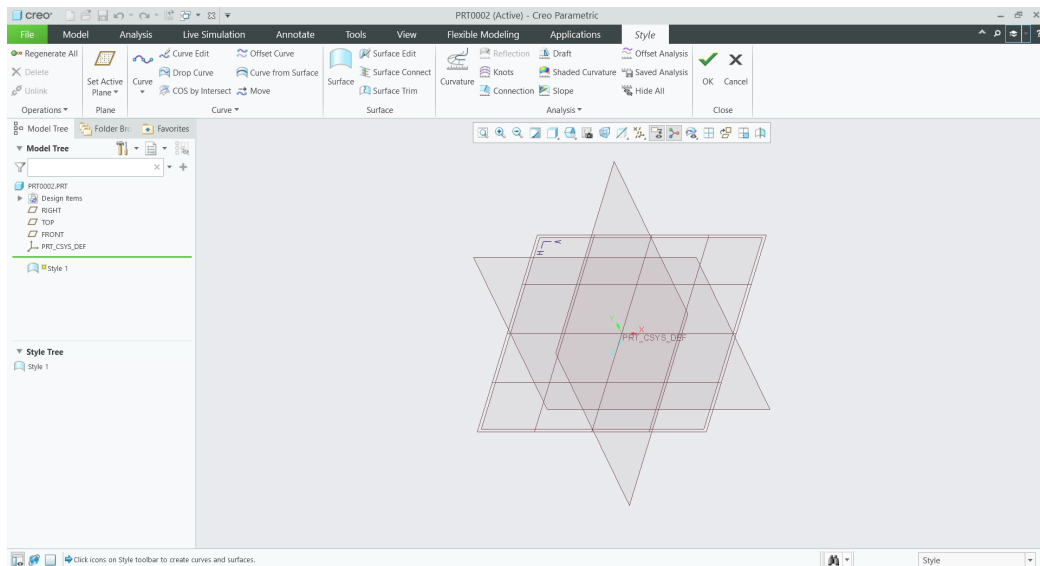 creo
PRT0002 (Active) - Creo Parametric
File Model Analysis Live Simulation Annotate Tools View Flexible Modeling Applications Style
Regenerate All
Delete
Unlink
Operations
Set Active
Plane
Plane
Curve
Curve Edit
Drop Curve
COS by Intersect
Offset Curve
Curve from Surface
Move
Curve
Surface
Surface Edit
Surface Connect
Surface Trim
Surface
Curvature
Reflection
Knots
Connection
Draft
Shaded Curvature
Slope
Offset Analysis
Saved Analysis
Hide All
Analysis
OK Cancel
Close
Model Tree Folder Br Favorites
Model Tree
PRT0002.PRT
Design Items
RIGHT
TOP
FRONT
PRT_CSYS_DEF
Style 1
Style Tree
Style 1
Y
X
PRT_CSYS_DEF
Click icons on Style toolbar to create curves and surfaces.
Style